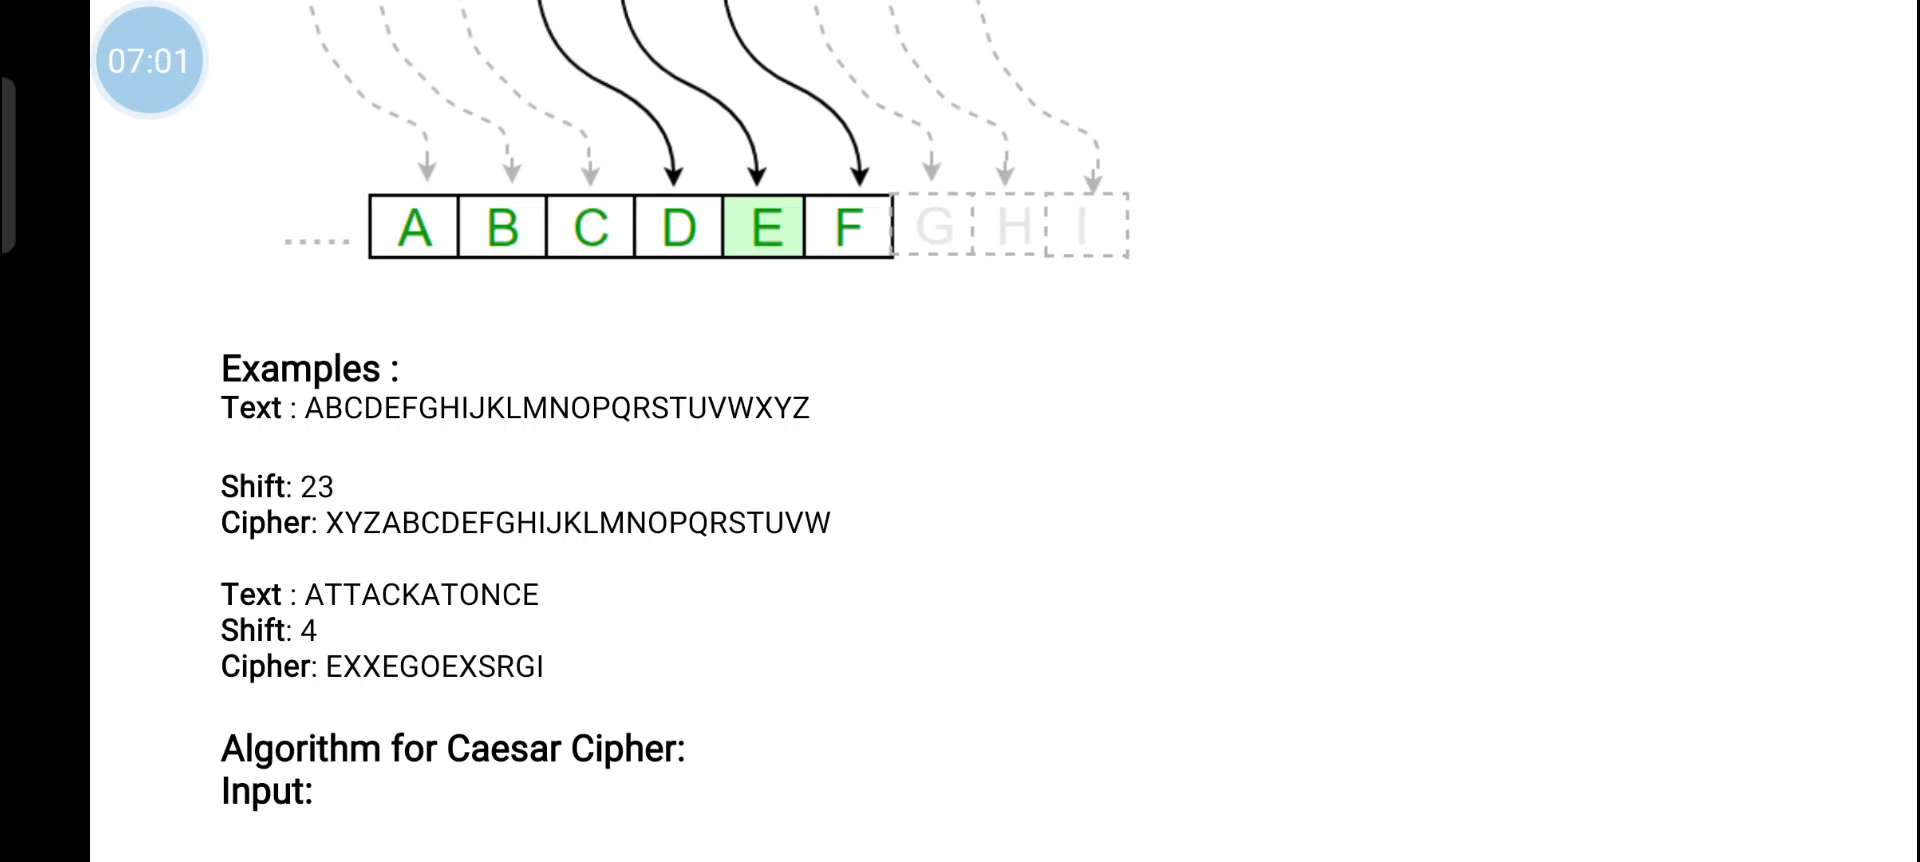 07:01
..... A B C D E F G H I
Examples :
Text : ABCDEFGHIJKLMNOPQRSTUVWXYZ
Shift: 23
Cipher: XYZABCDEFGHIJKLMNOPQRSTUVW
Text : ATTACKATONCE
Shift: 4
Cipher: EXXEGOEXSRGI
Algorithm for Caesar Cipher:
Input: